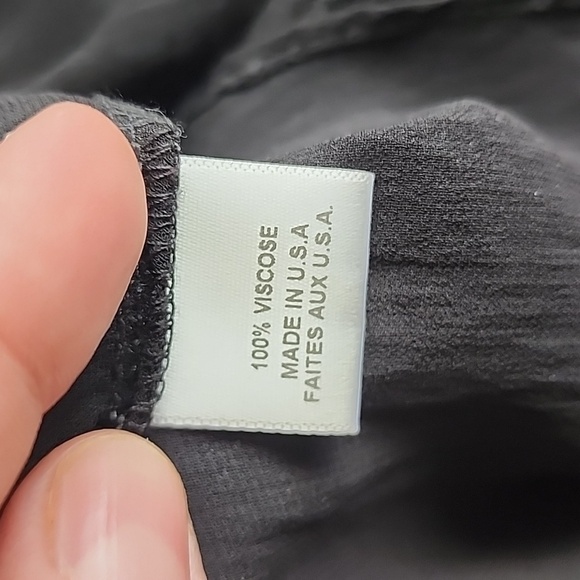 100% VISCOSE
MADE IN U.S.A
FAITES AUX U.S.A.